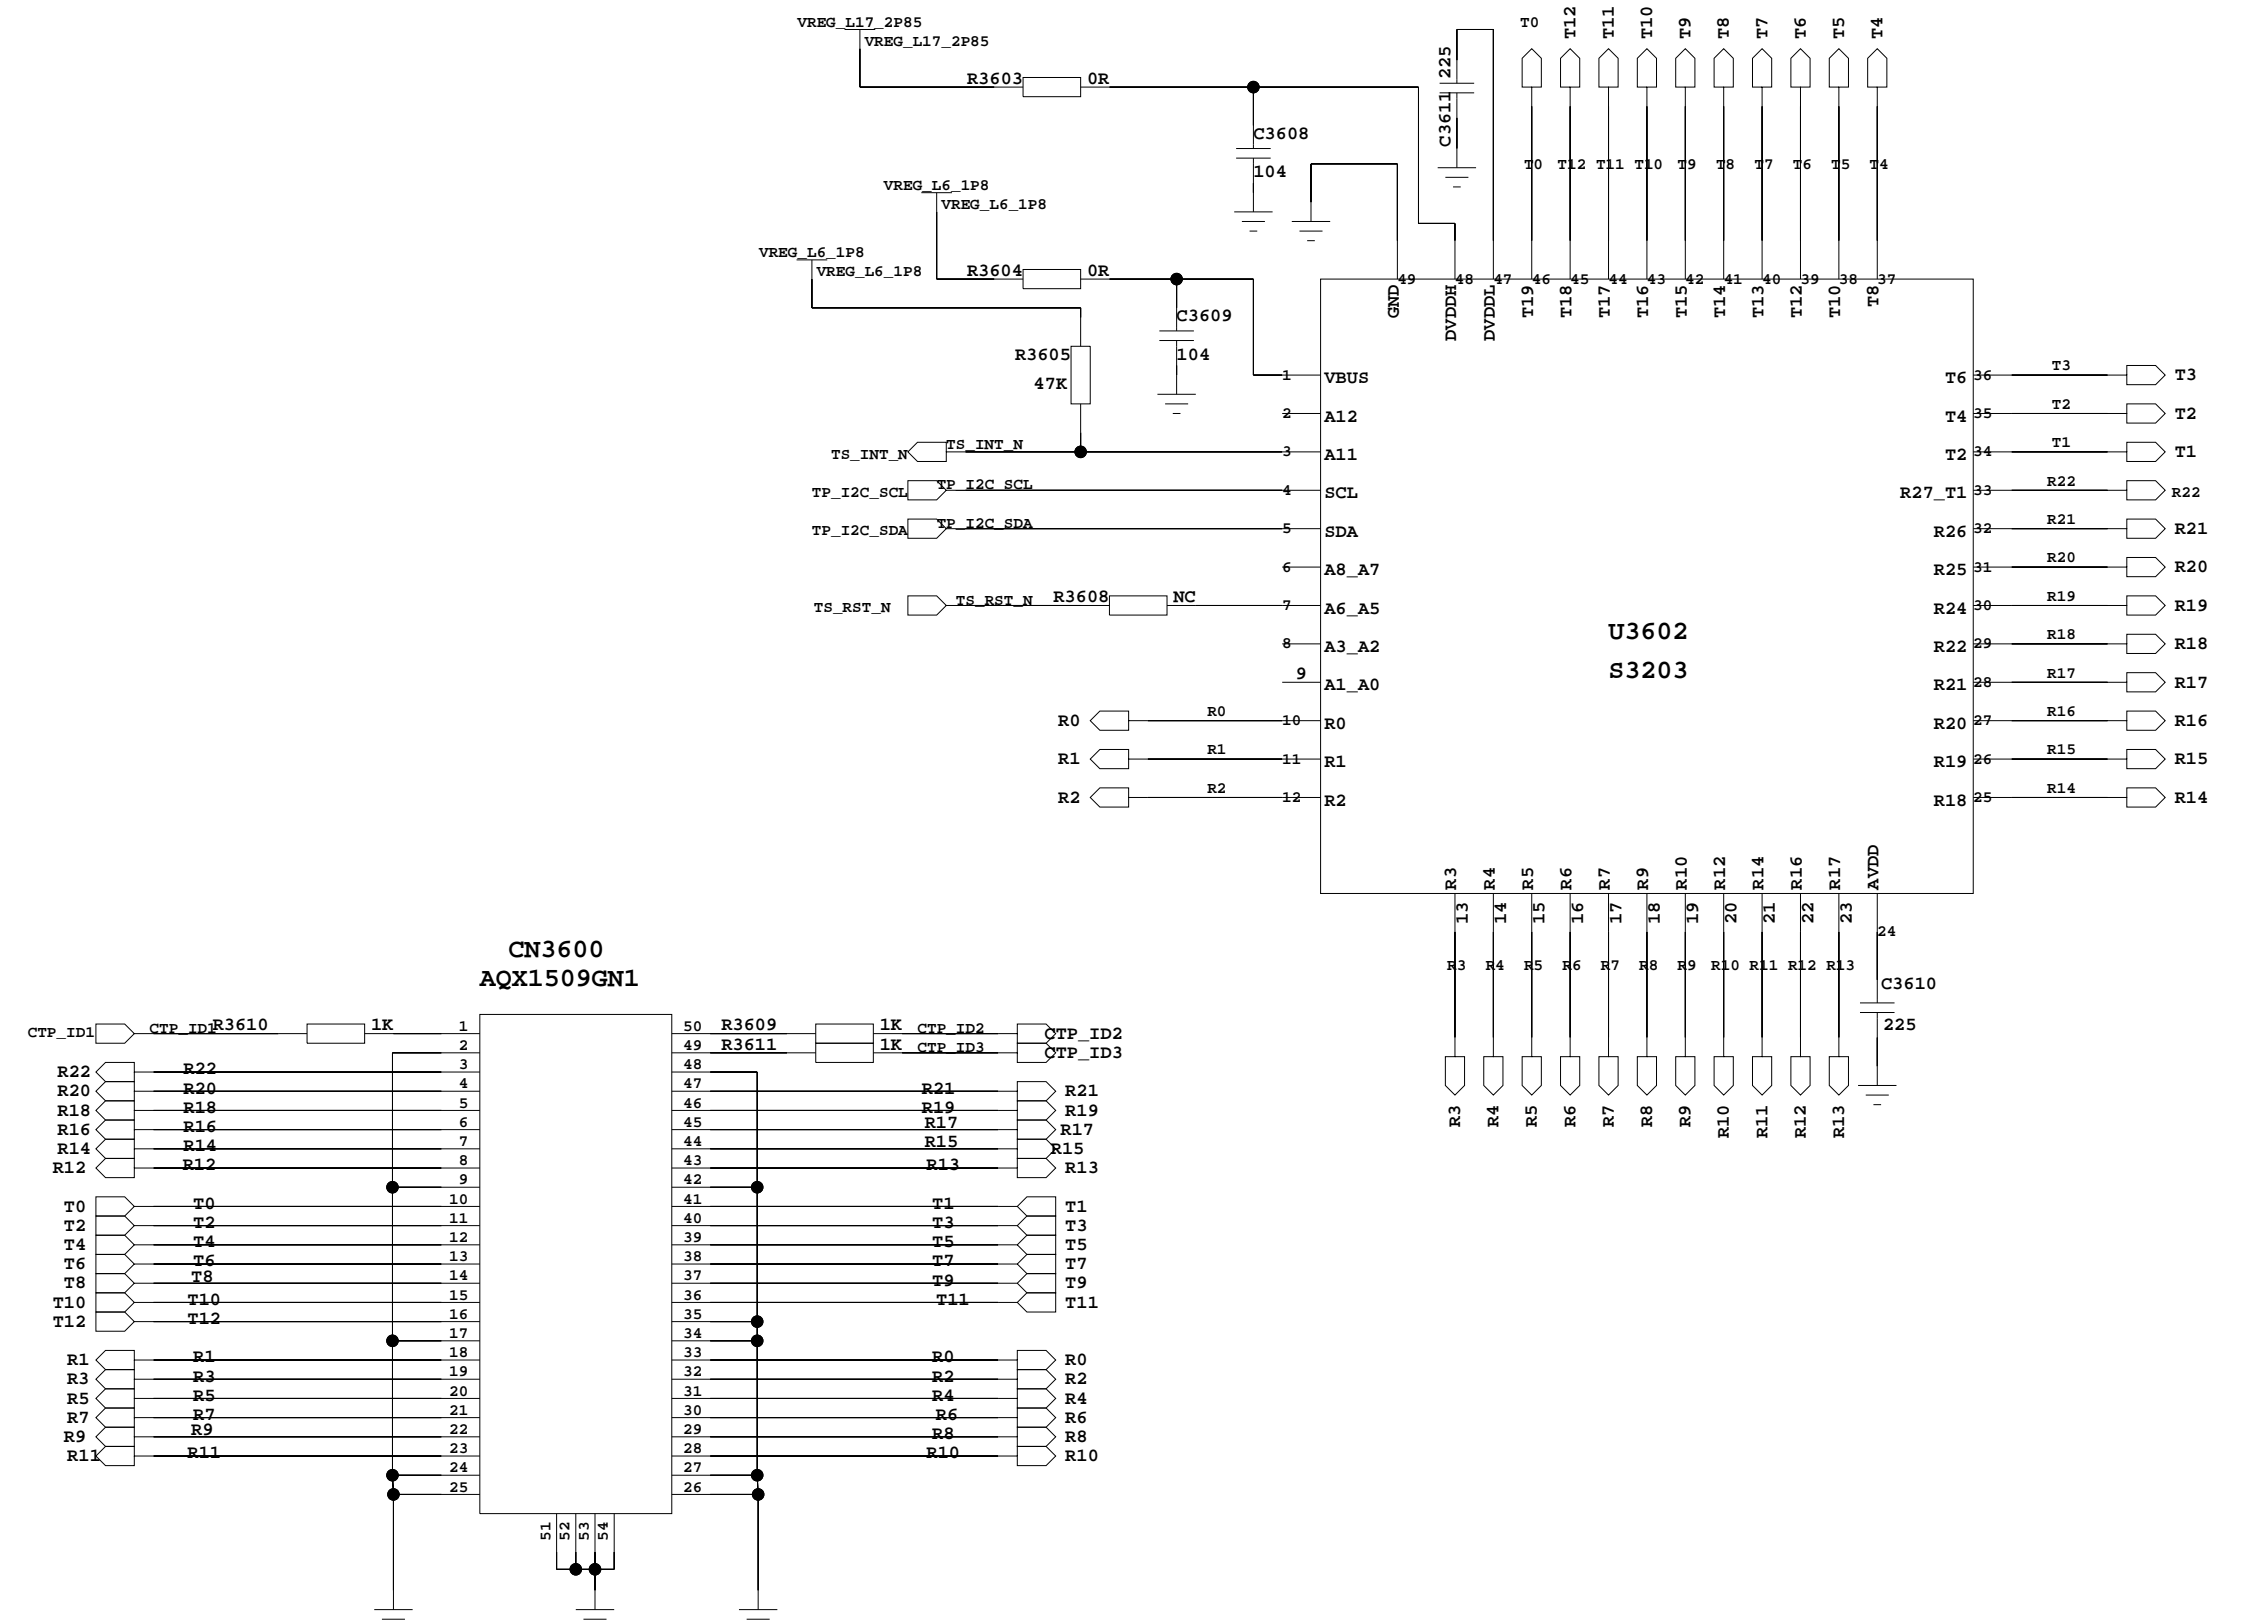 VREG_L17_2P85
VREG_L17_2P85
R3603 0R
C3608
104
C3611 225
T0 T12 T11 T10 T9 T8 T7 T6 T5 T4
T0 T12 T11 T10 T9 T8 T7 T6 T5 T4
VREG_L6_1P8
VREG_L6_1P8
VREG_L6_1P8
VREG_L6_1P8
R3604 0R
C3609
104
R3605
47K
49 48 47 46 45 44 43 42 41 40 39 38 37
GND DVDDH DVDDL T19 T18 T17 T16 T15 T14 T13 T12 T10 T8
1 VBUS
2 A12
TS_INT_N TS_INT_N 3 A11
TP_I2C_SCL TP_I2C_SCL 4 SCL
TP_I2C_SDA TP_I2C_SDA 5 SDA
6 A8_A7
TS_RST_N TS_RST_N R3608 NC 7 A6_A5
8 A3_A2
9 A1_A0
R0 R0 10 R0
R1 R1 11 R1
R2 R2 12 R2
U3602
S3203
T6 36 T3 T3
T4 35 T2 T2
T2 34 T1 T1
R27_T1 33 R22 R22
R26 32 R21 R21
R25 31 R20 R20
R24 30 R19 R19
R22 29 R18 R18
R21 28 R17 R17
R20 27 R16 R16
R19 26 R15 R15
R18 25 R14 R14
R3 R4 R5 R6 R7 R9 R10 R12 R14 R16 R17 AVDD
13 14 15 16 17 18 19 20 21 22 23 24
R3 R4 R5 R6 R7 R8 R9 R10 R11 R12 R13
C3610
225
R3 R4 R5 R6 R7 R8 R9 R10 R11 R12 R13
CN3600
AQX1509GN1
CTP_ID1 CTP_ID1 R3610 1K 1 50 R3609 1K CTP_ID2 CTP_ID2
2 49 R3611 1K CTP_ID3 CTP_ID3
R22 R22 3 48
R20 R20 4 47 R21 R21
R18 R18 5 46 R19 R19
R16 R16 6 45 R17 R17
R14 R14 7 44 R15 R15
R12 R12 8 43 R13 R13
9 42
T0 T0 10 41 T1 T1
T2 T2 11 40 T3 T3
T4 T4 12 39 T5 T5
T6 T6 13 38 T7 T7
T8 T8 14 37 T9 T9
T10 T10 15 36 T11 T11
T12 T12 16 35
17 34
R1 R1 18 33 R0 R0
R3 R3 19 32 R2 R2
R5 R5 20 31 R4 R4
R7 R7 21 30 R6 R6
R9 R9 22 29 R8 R8
R11 R11 23 28 R10 R10
24 27
25 26
51 52 53 54